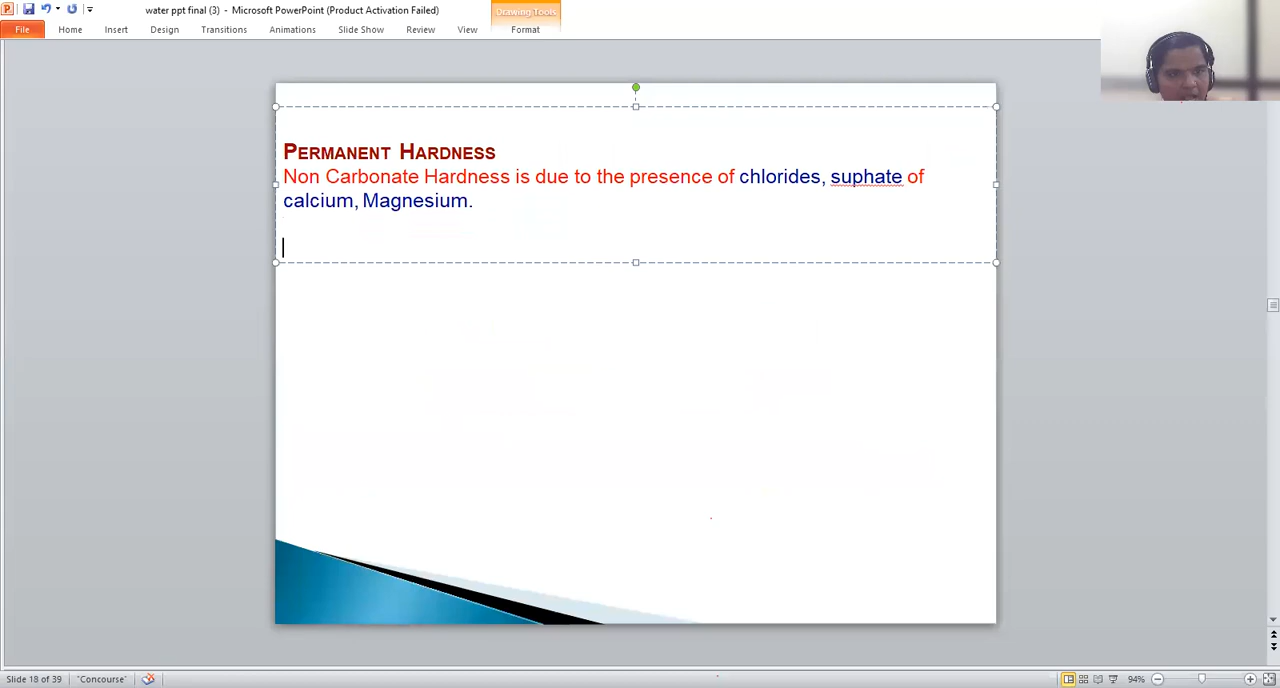 water ppt final (3) - Microsoft PowerPoint (Product Activation Failed)
Drawing Tools
File Home Insert Design Transitions Animations Slide Show Review View Format
PERMANENT HARDNESS
Non Carbonate Hardness is due to the presence of chlorides, suphate of
calcium, Magnesium.
Slide 18 of 39 "Concourse" 94%